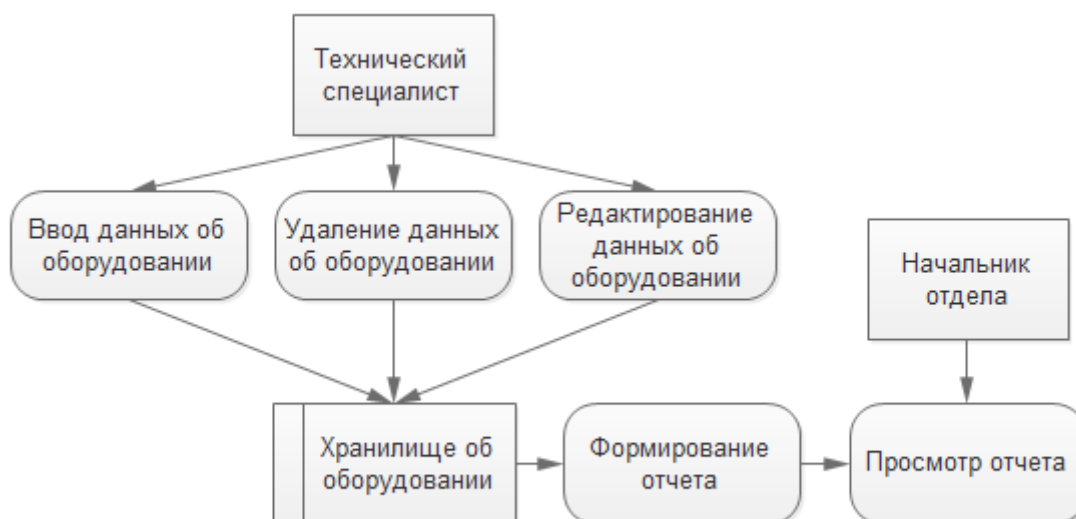 Технический
специалист
Ввод данных об
оборудовании
Удаление данных
об оборудовании
Редактирование
данных об
оборудовании
Начальник
отдела
Хранилище об
оборудовании
Формирование
отчета
Просмотр отчета